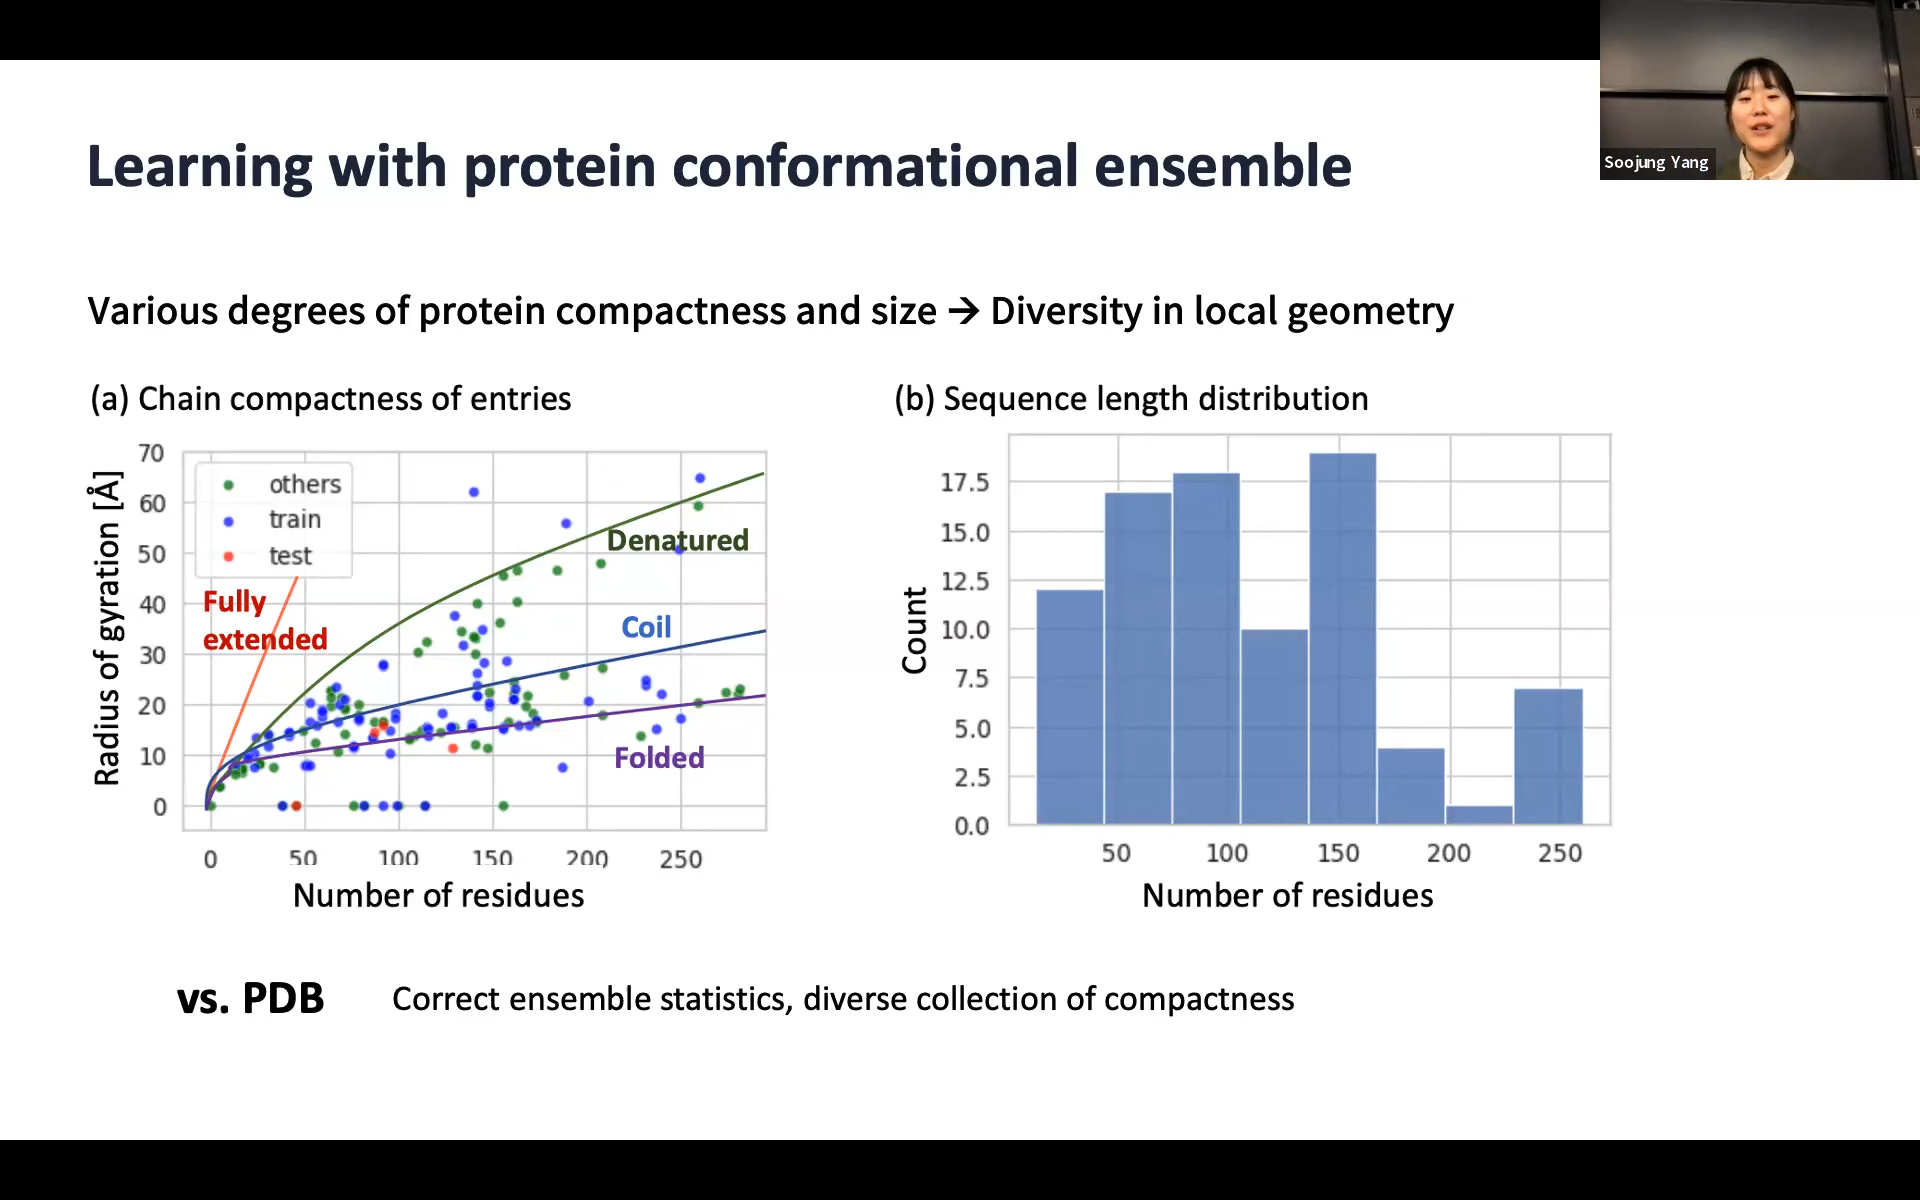 Soojung Yang
Learning with protein conformational ensemble
Various degrees of protein compactness and size → Diversity in local geometry
(a) Chain compactness of entries
Radius of gyration [Å]
70
60
50
40
30
20
10
0
others
train
test
Fully
extended
Denatured
Coil
Folded
0 50 100 150 200 250
Number of residues
(b) Sequence length distribution
Count
17.5
15.0
12.5
10.0
7.5
5.0
2.5
0.0
50 100 150 200 250
Number of residues
vs. PDB Correct ensemble statistics, diverse collection of compactness